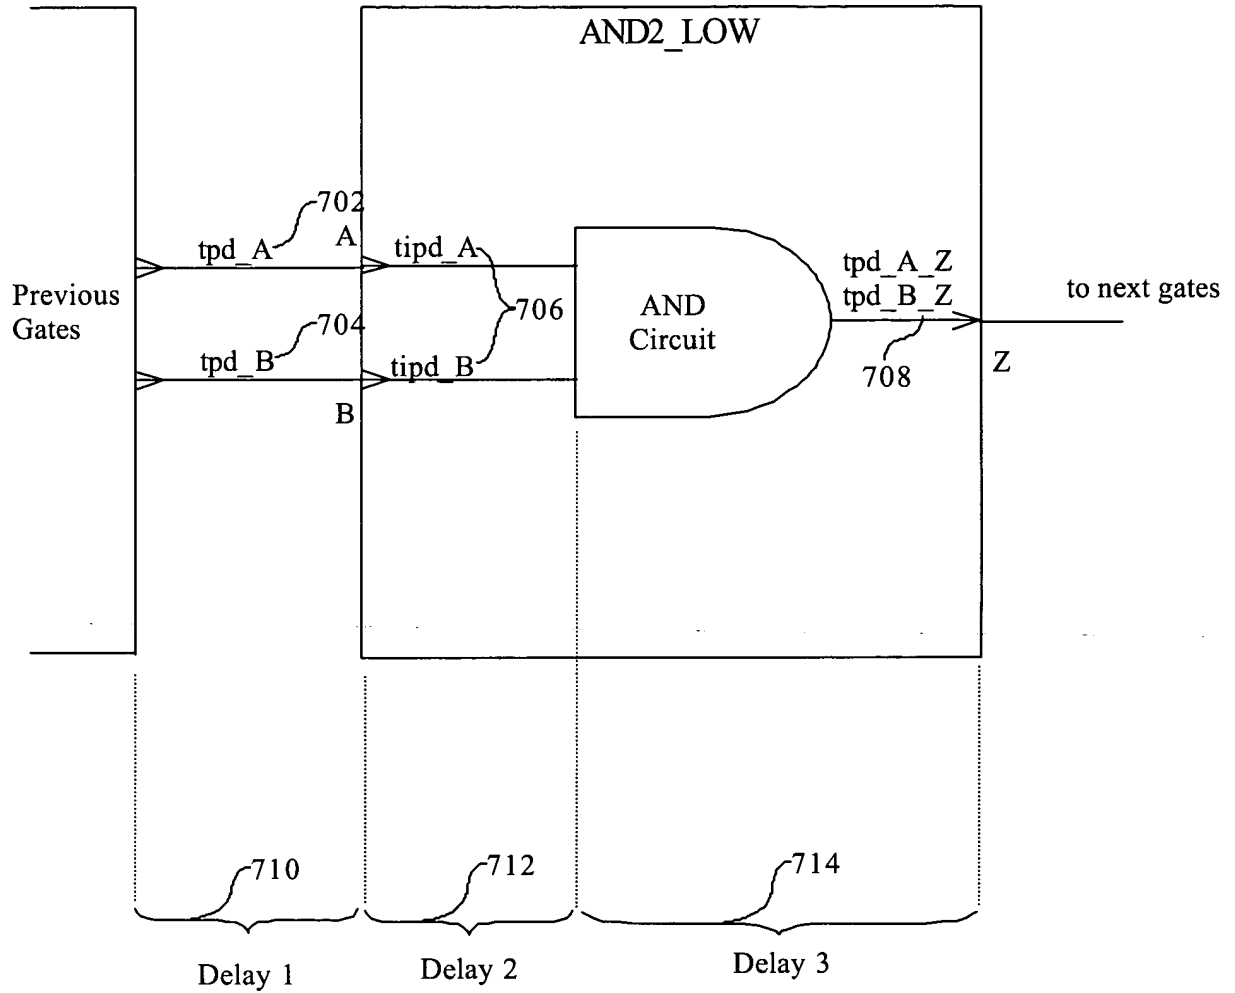 AND2_LOW
702
tpd_A
A
tipd_A
tpd_A_Z
tpd_B_Z
to next gates
Previous
Gates
AND
Circuit
706
704
tpd_B
tipd_B
708
Z
B
710
712
714
Delay 1
Delay 2
Delay 3